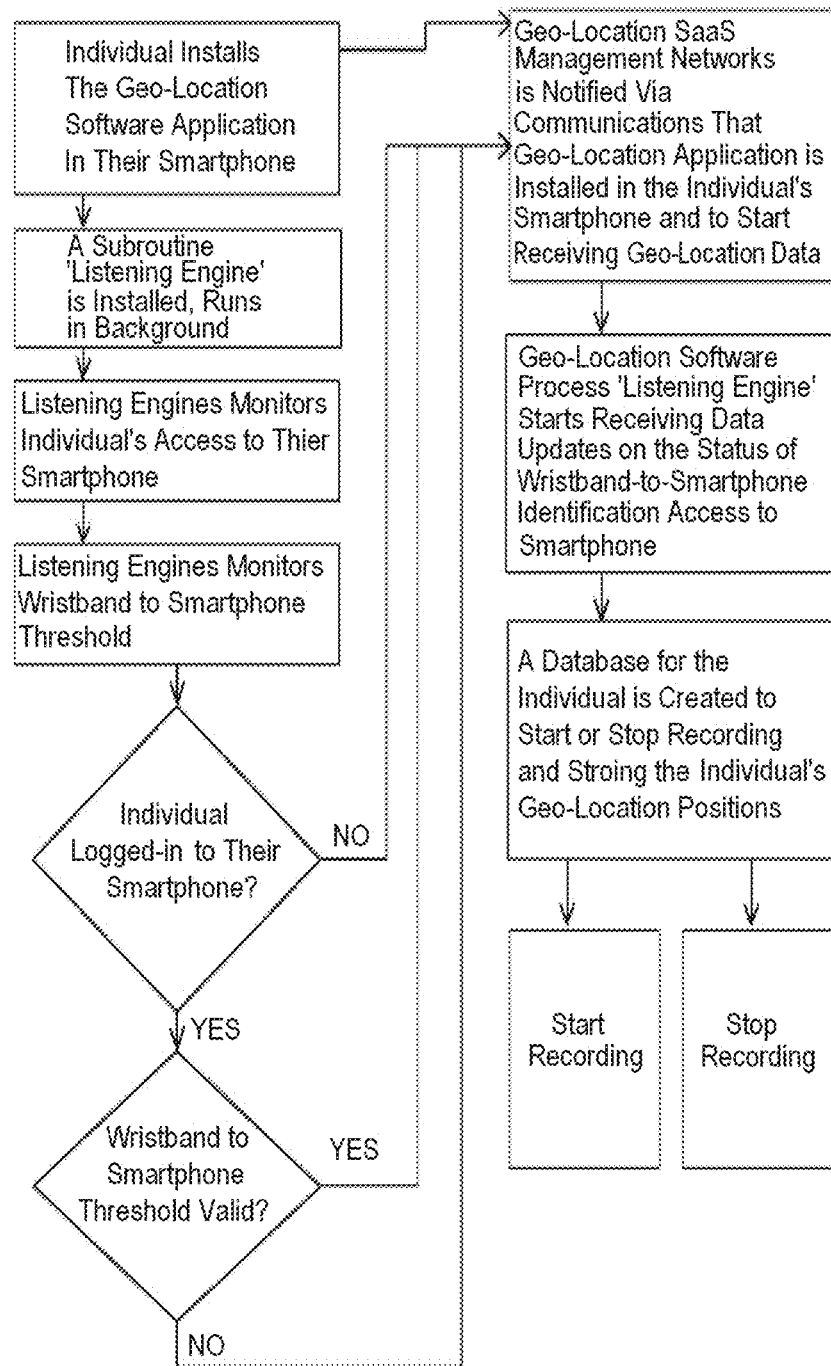 Individual Installs
The Geo-Location
Software Application
In Their Smartphone
A Subroutine
'Listening Engine'
is Installed, Runs
in Background
Listening Engines Monitors
Individual's Access to Thier
Smartphone
Listening Engines Monitors
Wristband to Smartphone
Threshold
Individual
Logged-in to Their
Smartphone?
NO
YES
Wristband to
Smartphone
Threshold Valid?
YES
NO
Geo-Location SaaS
Management Networks
is Notified Via
Communications That
Geo-Location Application is
Installed in the Individual's
Smartphone and to Start
Receiving Geo-Location Data
Geo-Location Software
Process 'Listening Engine'
Starts Receiving Data
Updates on the Status of
Wristband-to-Smartphone
Identification Access to
Smartphone
A Database for the
Individual is Created to
Start or Stop Recording
and Stroing the Individual's
Geo-Location Positions
Start
Recording
Stop
Recording